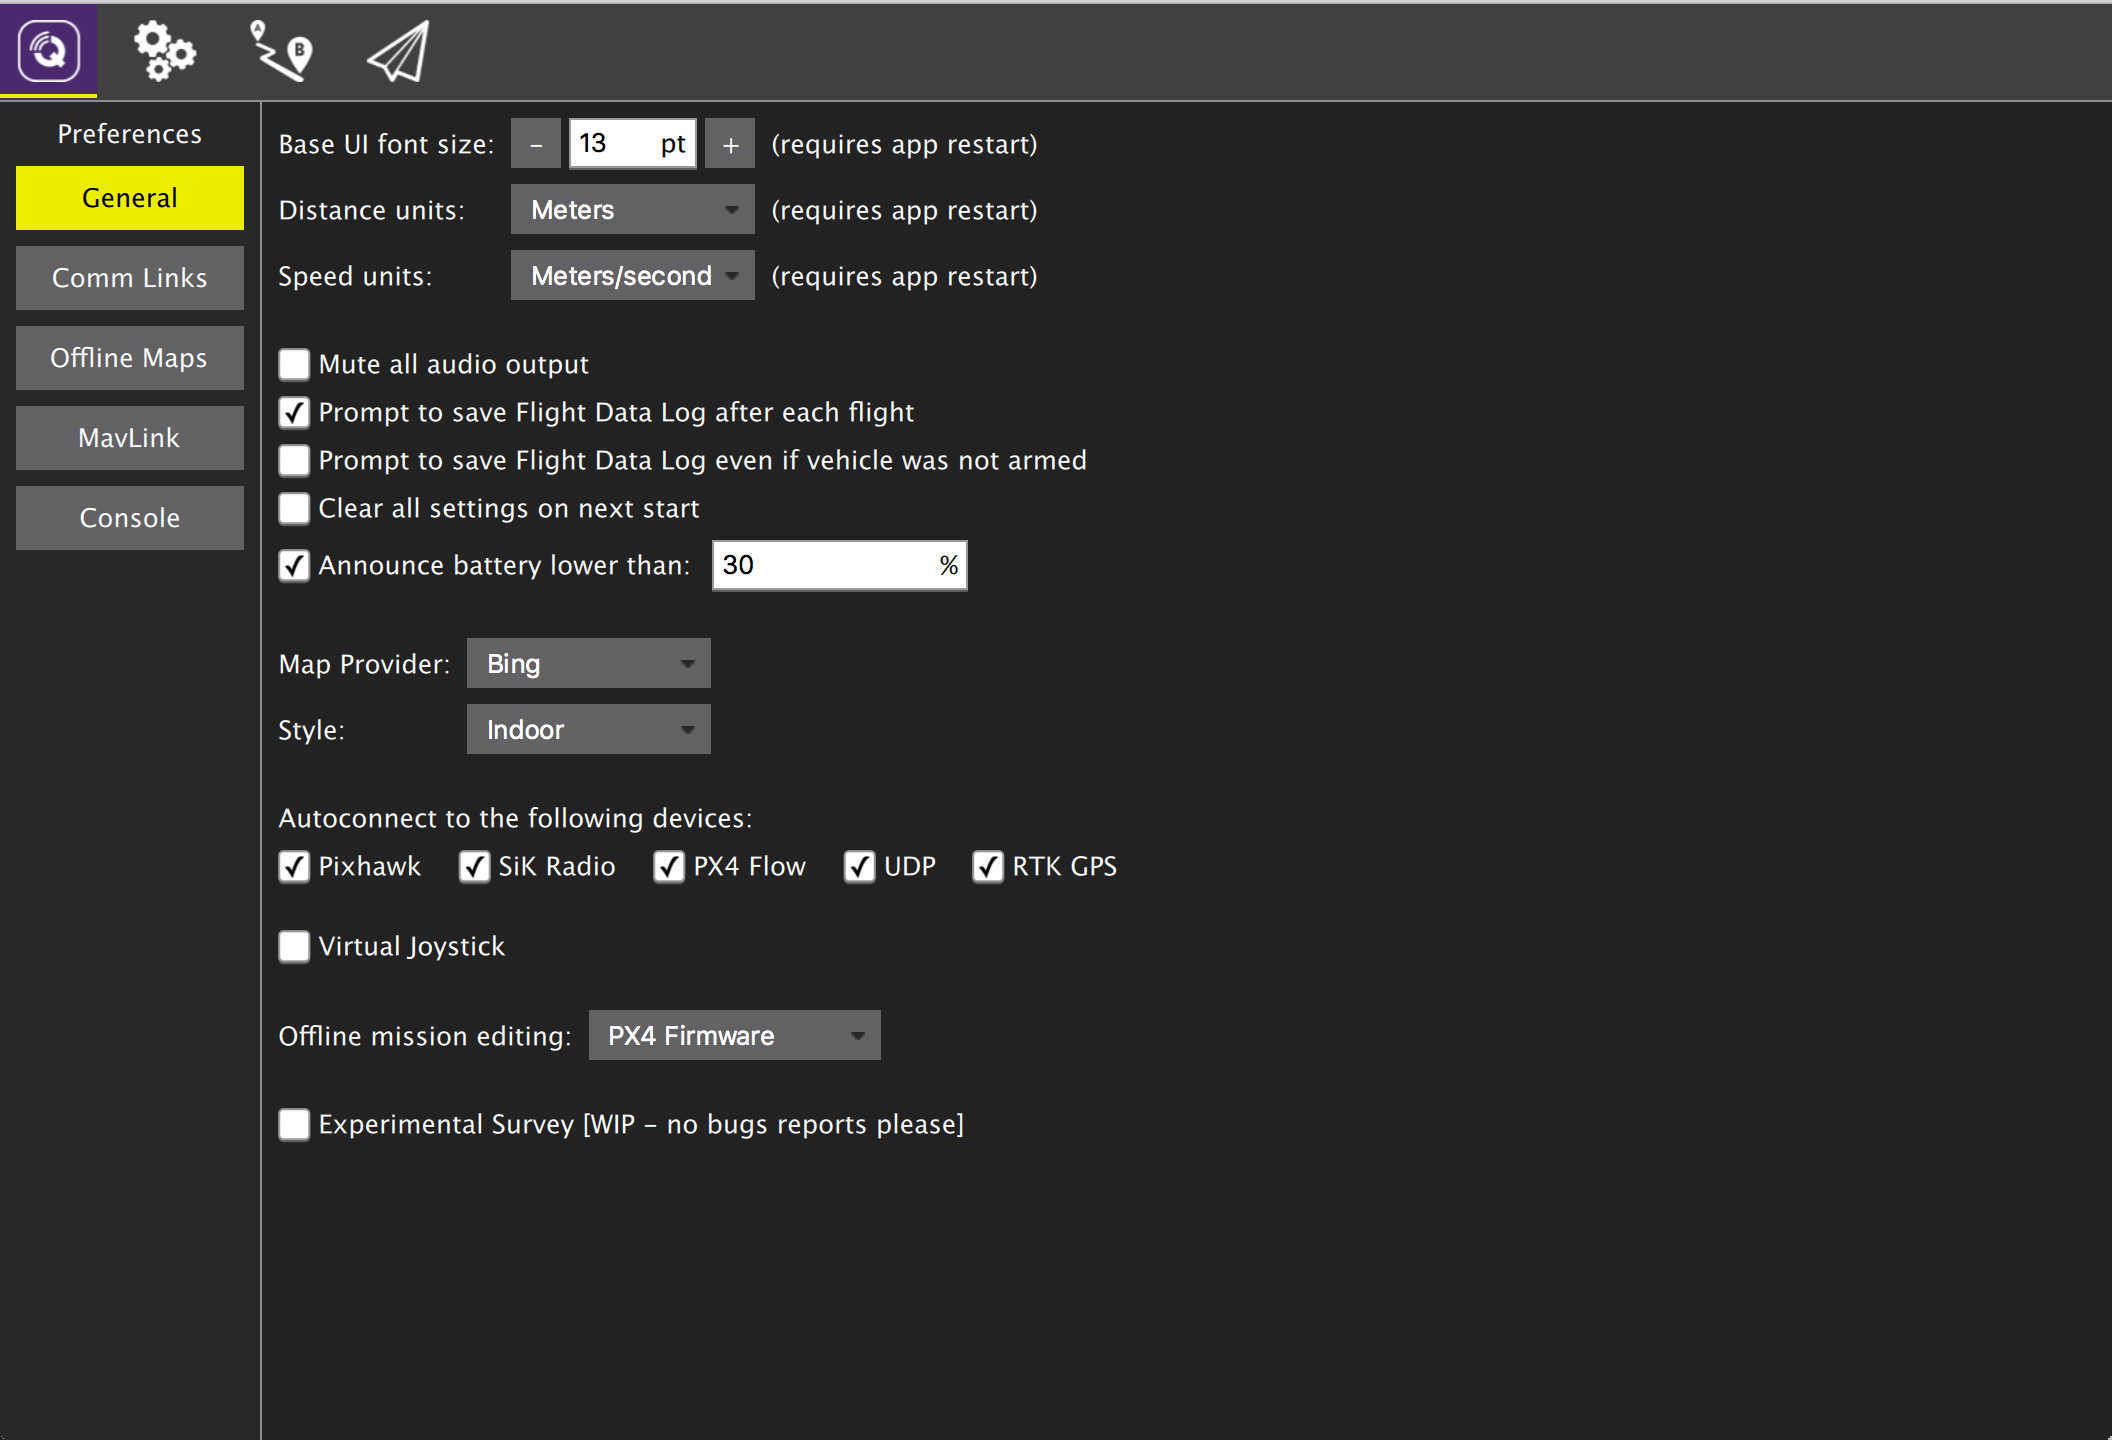 A
B
Preferences
General
Comm Links
Offline Maps
MavLink
Console
Base UI font size: - 13 pt + (requires app restart)
Distance units: Meters (requires app restart)
Speed units: Meters/second (requires app restart)
Mute all audio output
Prompt to save Flight Data Log after each flight
Prompt to save Flight Data Log even if vehicle was not armed
Clear all settings on next start
Announce battery lower than: 30 %
Map Provider: Bing
Style: Indoor
Autoconnect to the following devices:
Pixhawk SiK Radio PX4 Flow UDP RTK GPS
Virtual Joystick
Offline mission editing: PX4 Firmware
Experimental Survey [WIP - no bugs reports please]